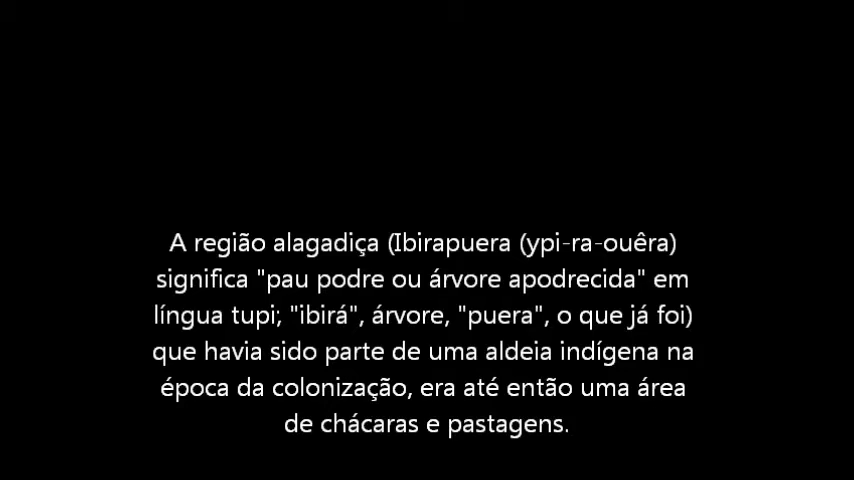 A região alagadiça (Ibirapuera (ypi-ra-ouêra)
significa "pau podre ou árvore apodrecida" em
língua tupi; "ibirá", árvore, "puera", o que já foi)
que havia sido parte de uma aldeia indígena na
época da colonização, era até então uma área
de chácaras e pastagens.